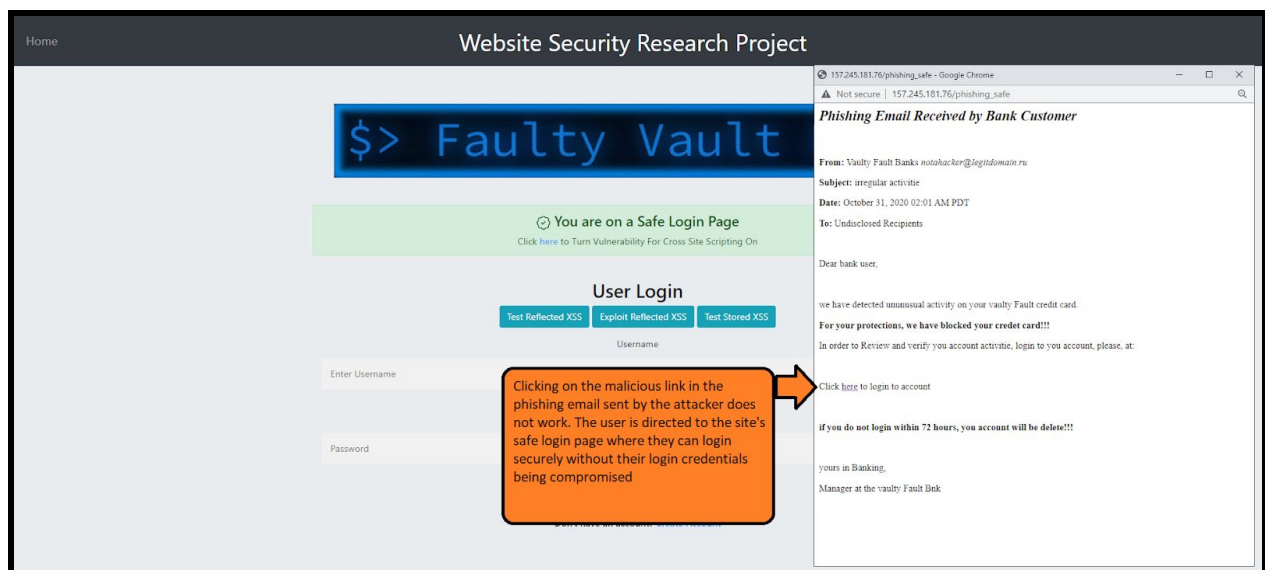 Home
Website Security Research Project
$> Faulty Vault
You are on a Safe Login Page
Click here to Turn Vulnerability For Cross Site Scripting On
User Login
Test Reflected XSS
Exploit Reflected XSS
Test Stored XSS
Username
Enter Username
Password
Clicking on the malicious link in the
phishing email sent by the attacker does
not work. The user is directed to the site's
safe login page where they can login
securely without their login credentials
being compromised
157.245.181.76/phishing_safe - Google Chrome
Not secure | 157.245.181.76/phishing_safe
Phishing Email Received by Bank Customer
From: Vaulty Fault Banks notahacker@legitdomain.ru
Subject: irregular activitie
Date: October 31, 2020 02:01 AM PDT
To: Undisclosed Recipients
Dear bank user,
we have detected ununusual activity on your vaulty Fault credit card.
For your protections, we have blocked your credet card!!!
In order to Review and verify you account activitie, login to you account, please, at:
Click here to login to account
if you do not login within 72 hours, you account will be delete!!!
yours in Banking,
Manager at the vaulty Fault Bnk